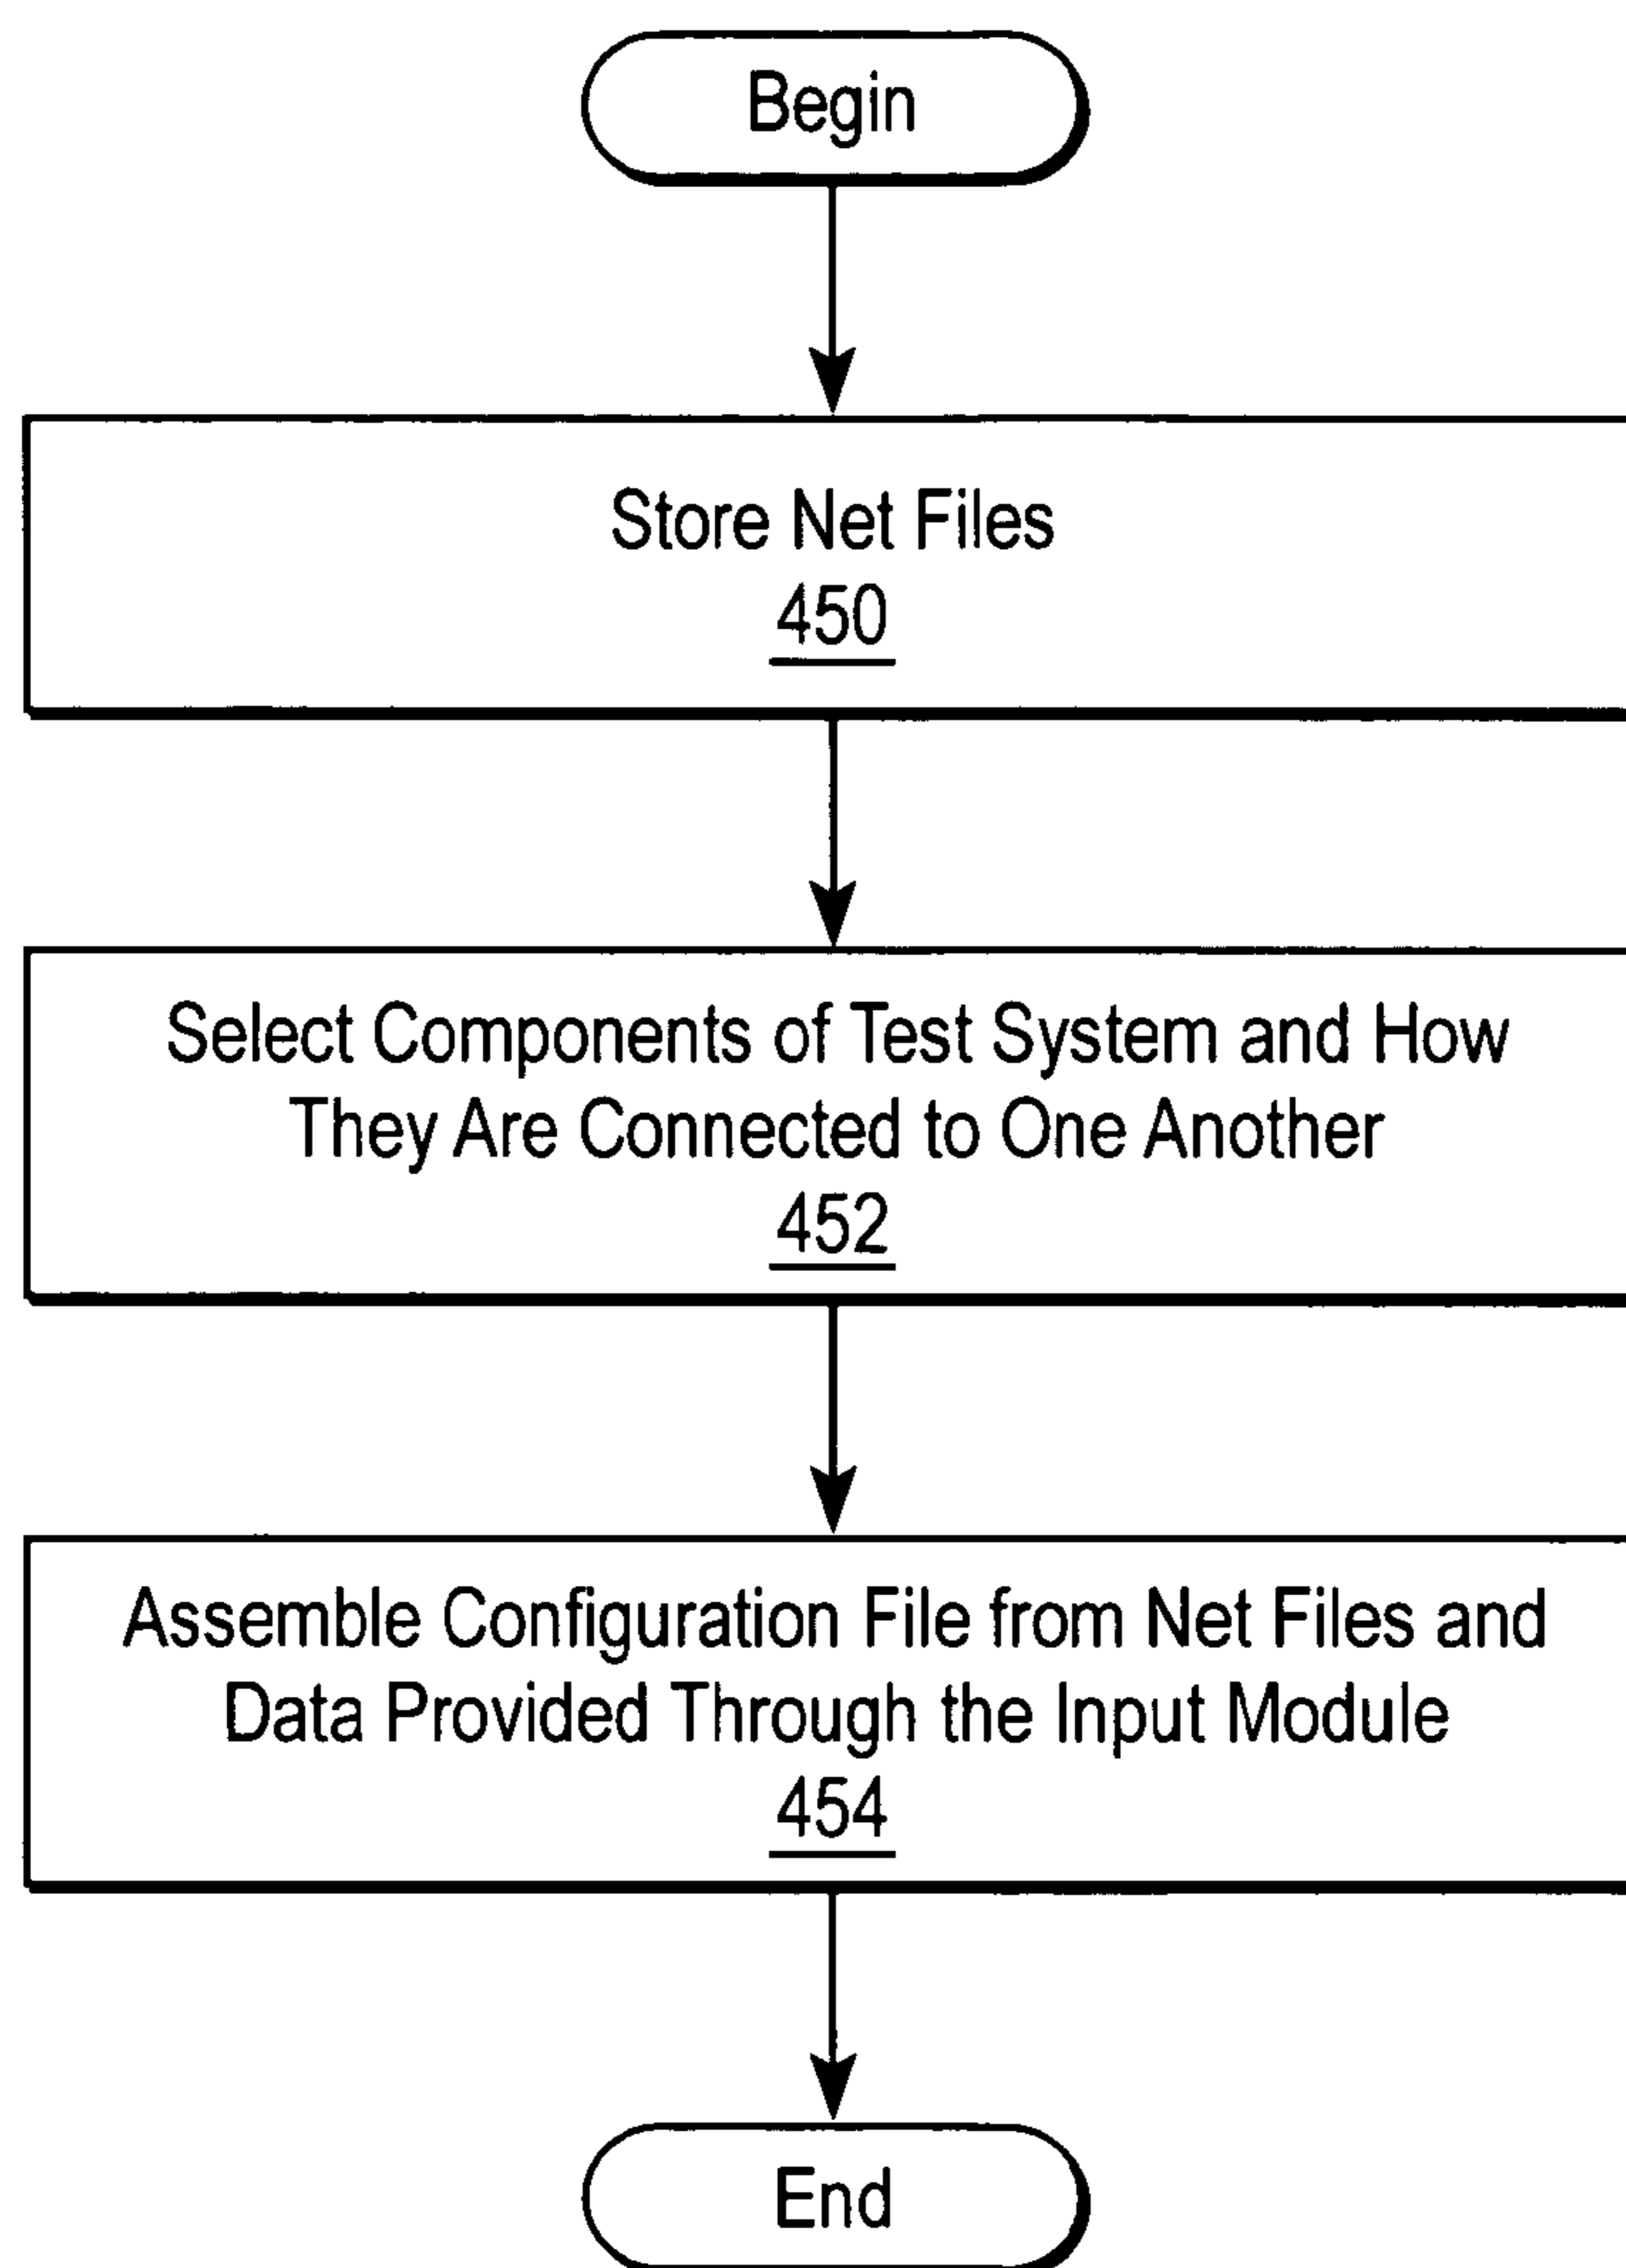 Begin
Store Net Files
450
Select Components of Test System and How
They Are Connected to One Another
452
Assemble Configuration File from Net Files and
Data Provided Through the Input Module
454
End